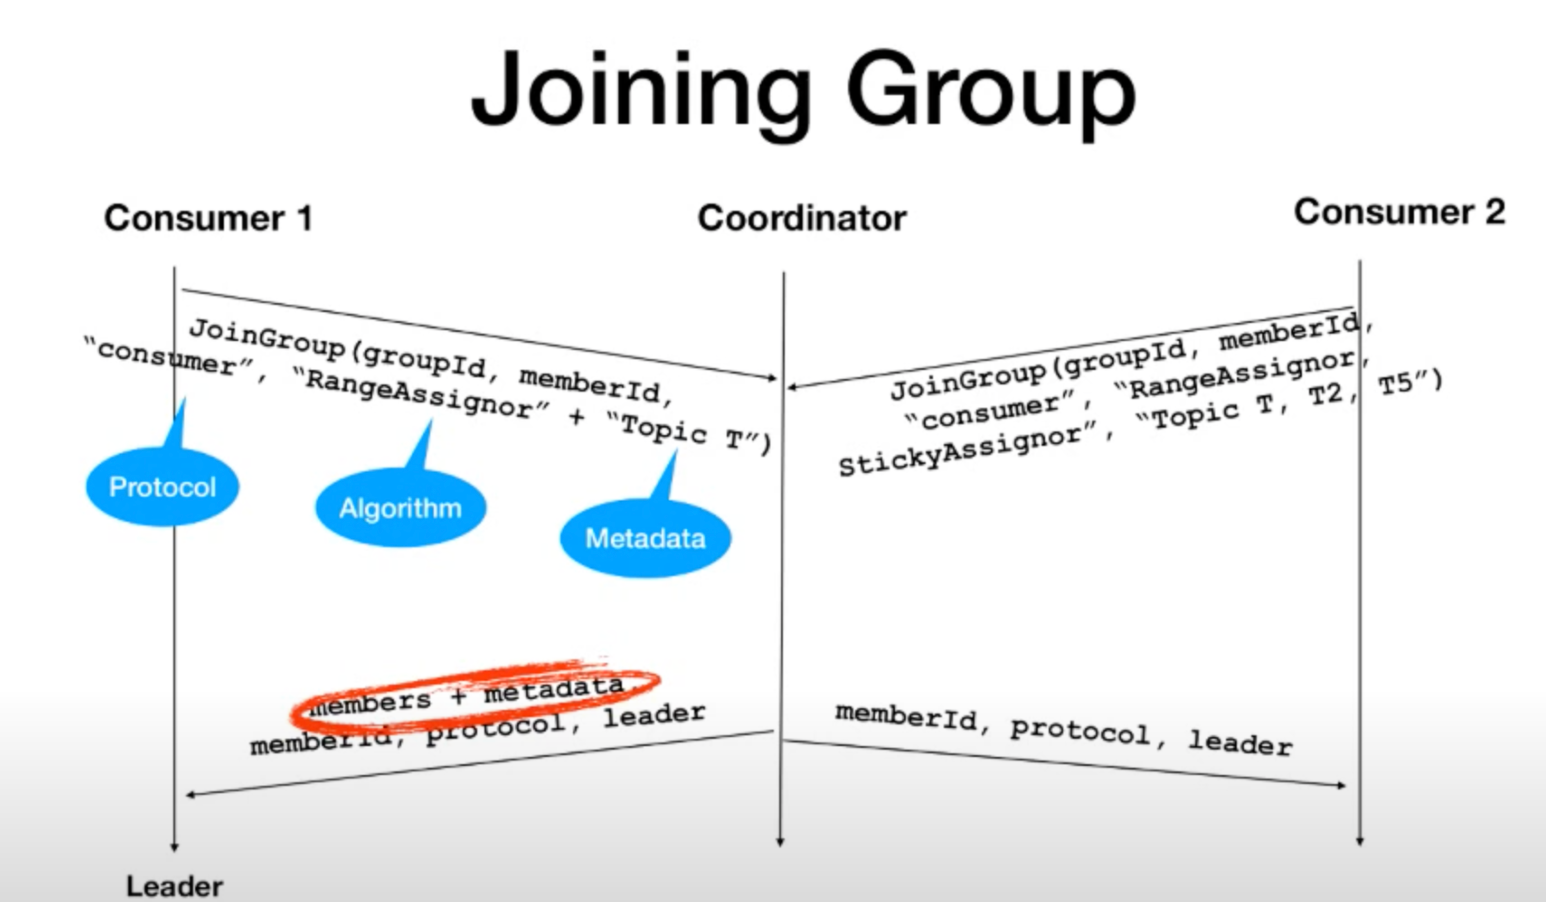 Joining Group
Consumer 1
Coordinator
Consumer 2
JoinGroup(groupId, memberId,
“consumer”, “RangeAssignor” + “Topic T”)
JoinGroup(groupId, memberId,
“consumer”, “RangeAssignor,
StickyAssignor”, “Topic T, T2, T5”)
Protocol
Algorithm
Metadata
members + metadata,
memberId, protocol, leader
memberId, protocol, leader
Leader